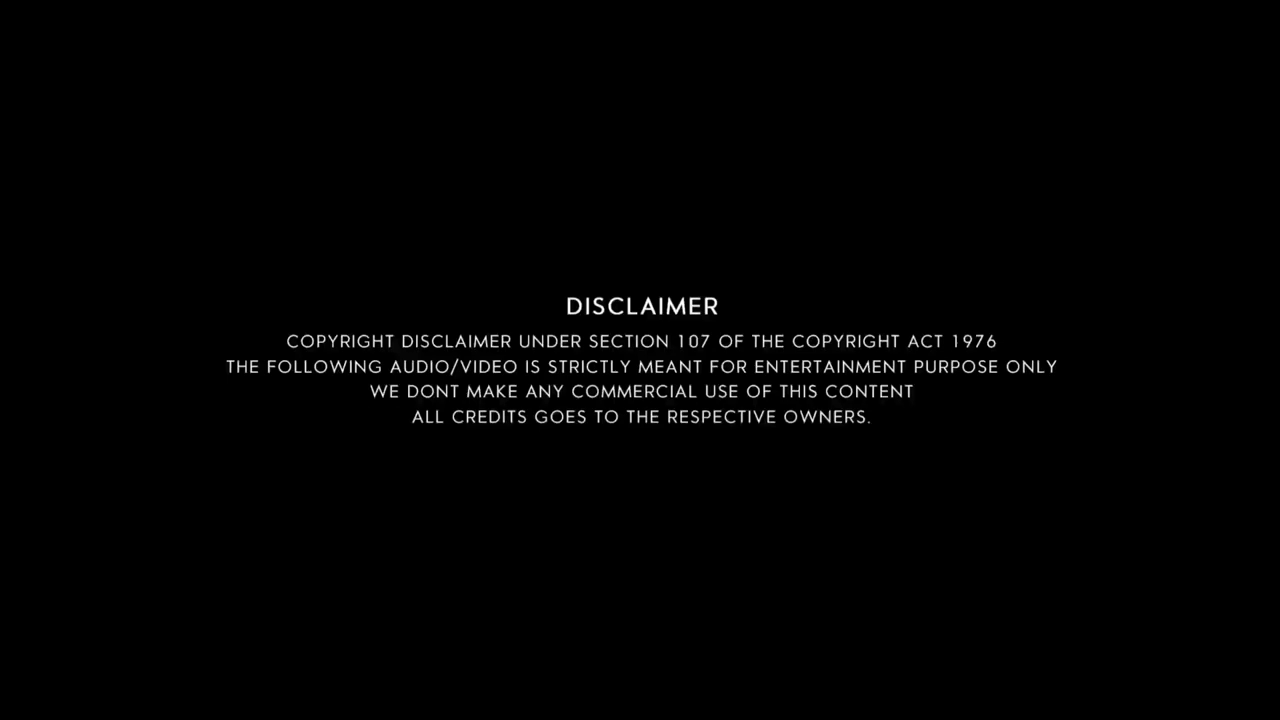 DISCLAIMER
COPYRIGHT DISCLAIMER UNDER SECTION 107 OF THE COPYRIGHT ACT 1976
THE FOLLOWING AUDIO/VIDEO IS STRICTLY MEANT FOR ENTERTAINMENT PURPOSE ONLY
WE DONT MAKE ANY COMMERCIAL USE OF THIS CONTENT
ALL CREDITS GOES TO THE RESPECTIVE OWNERS.